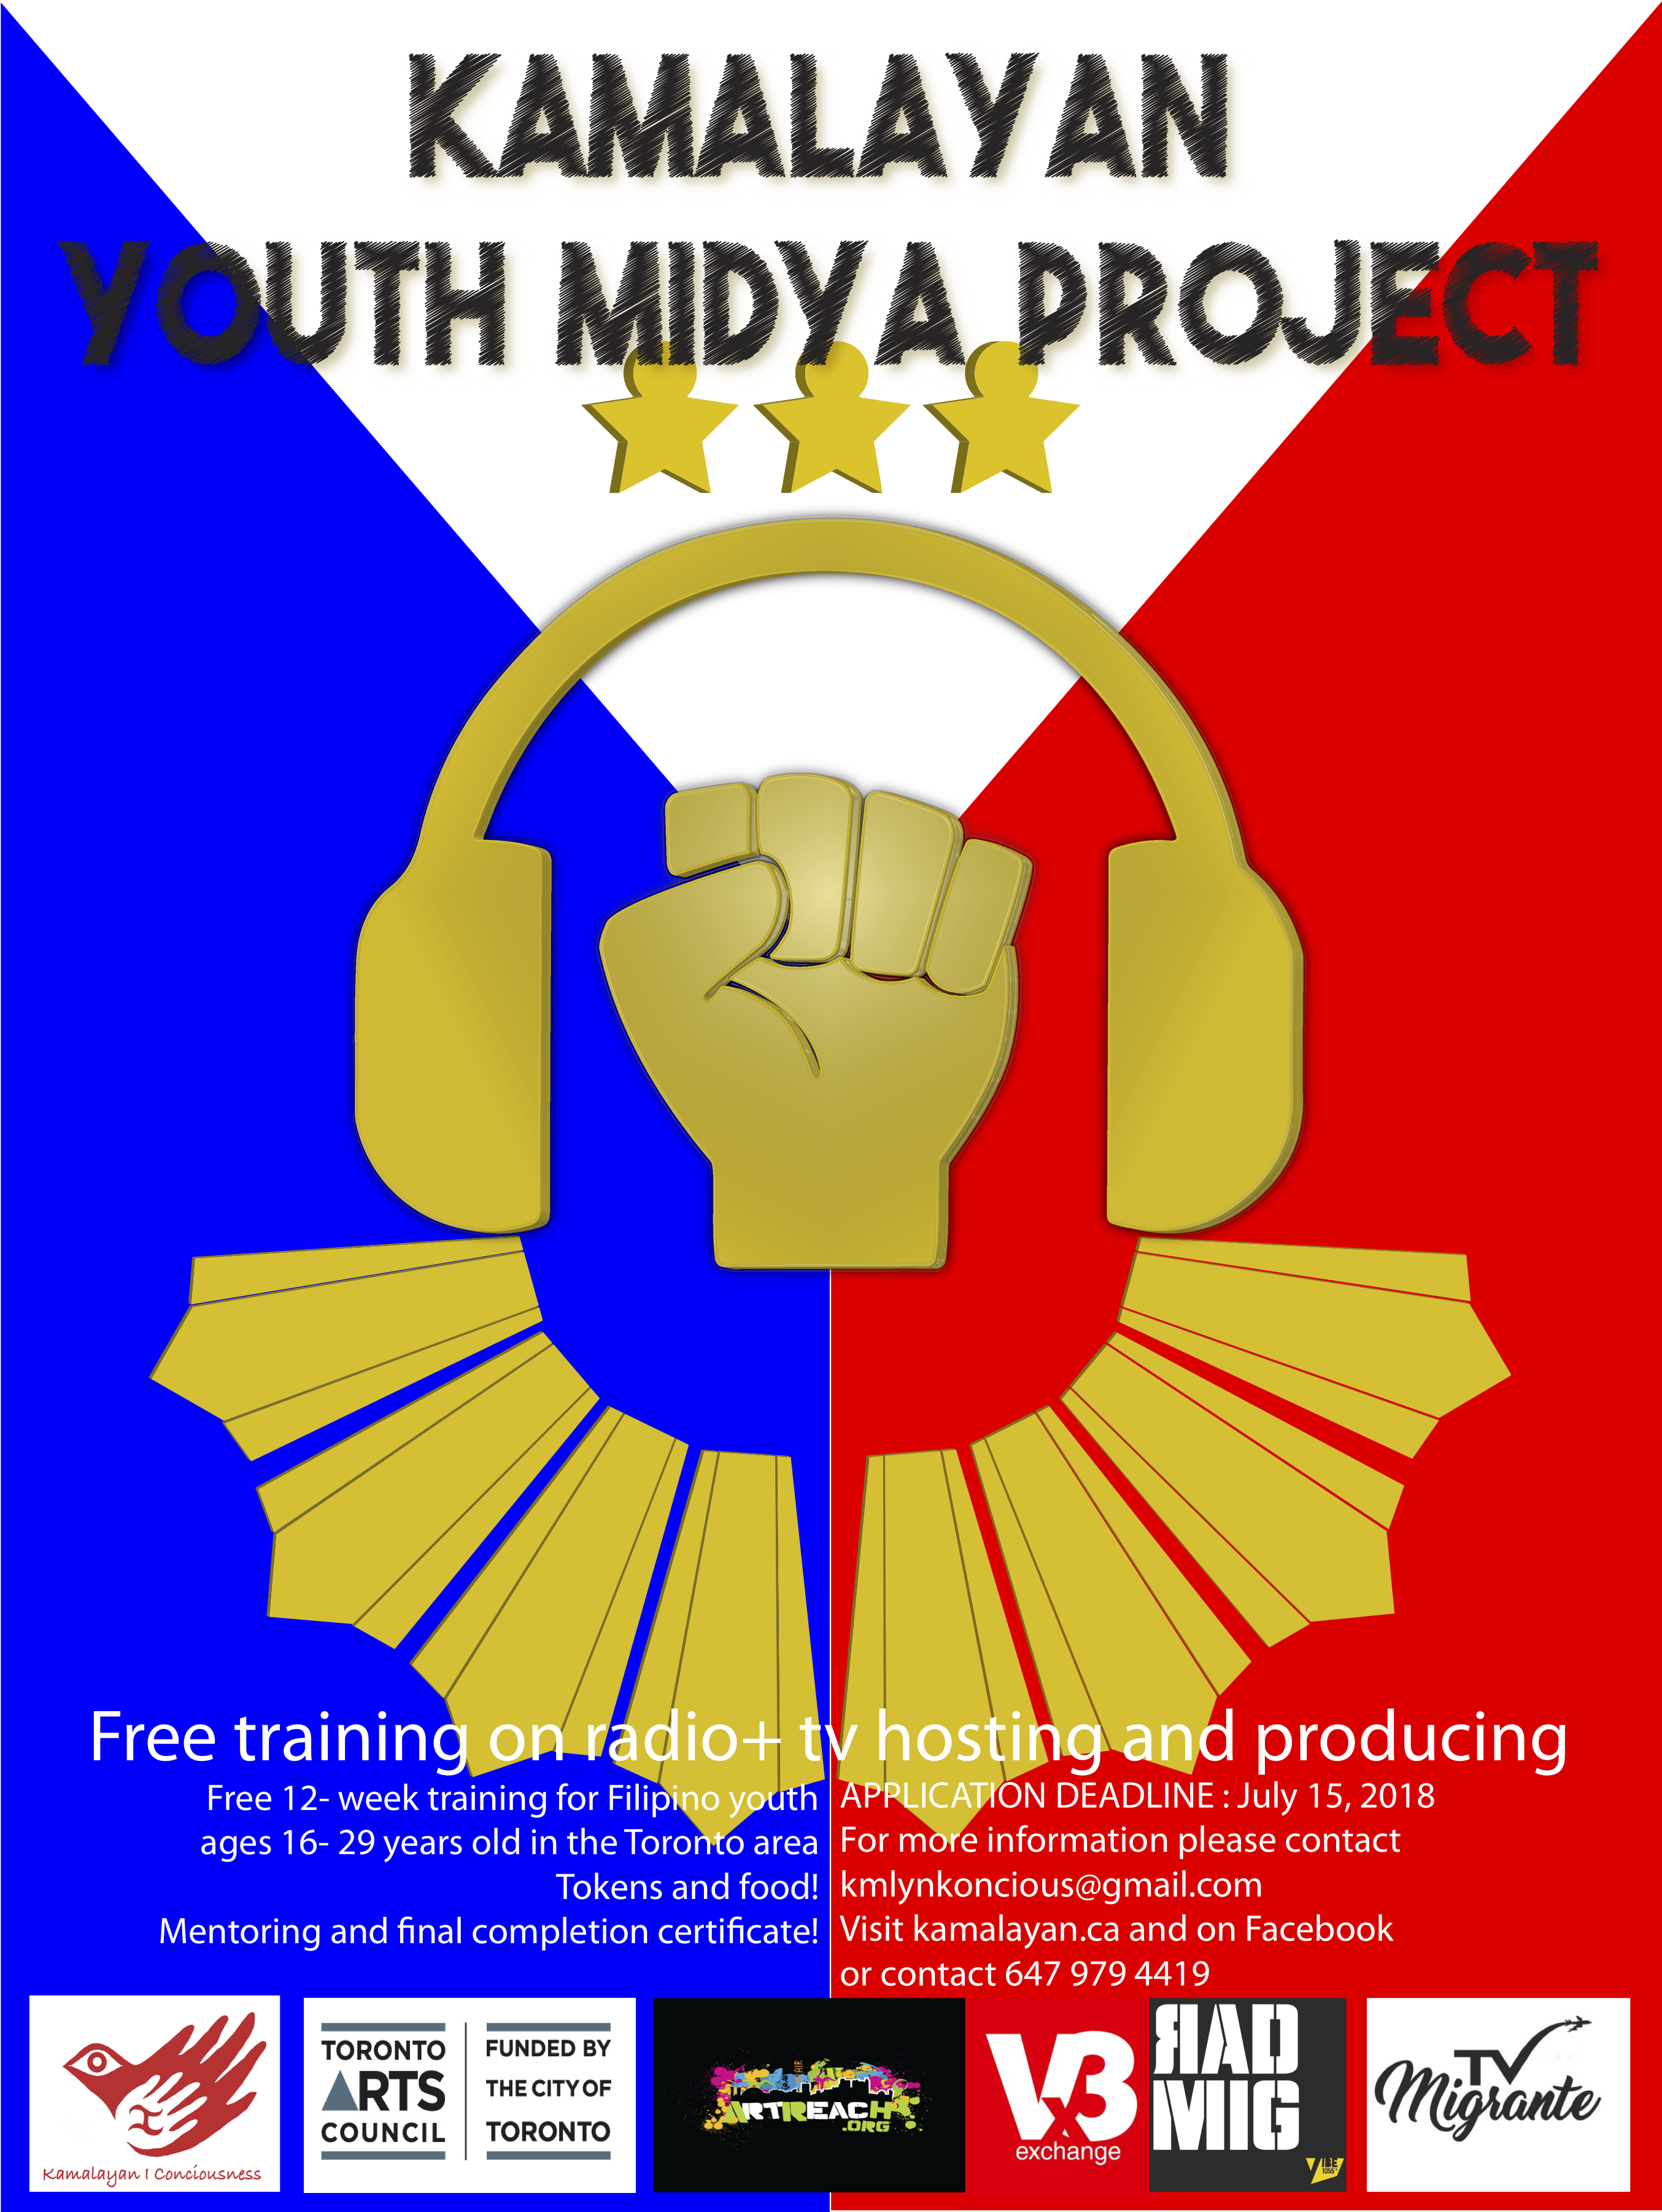 KAMALAYAN
YOUTH MIDYA PROJECT
Free training on radio+ tv hosting and producing
Free 12- week training for Filipino youth
ages 16- 29 years old in the Toronto area
Tokens and food!
Mentoring and final completion certificate!
APPLICATION DEADLINE : July 15, 2018
For more information please contact
kmlynkoncious@gmail.com
Visit kamalayan.ca and on Facebook
or contact 647 979 4419
Kamalayan I Conciousness
TORONTO
ARTS
COUNCIL
FUNDED BY
THE CITY OF
TORONTO
ARTREACH
.ORG
V3
exchange
RAD
MIG
VIBE
1055
TV
Migrante